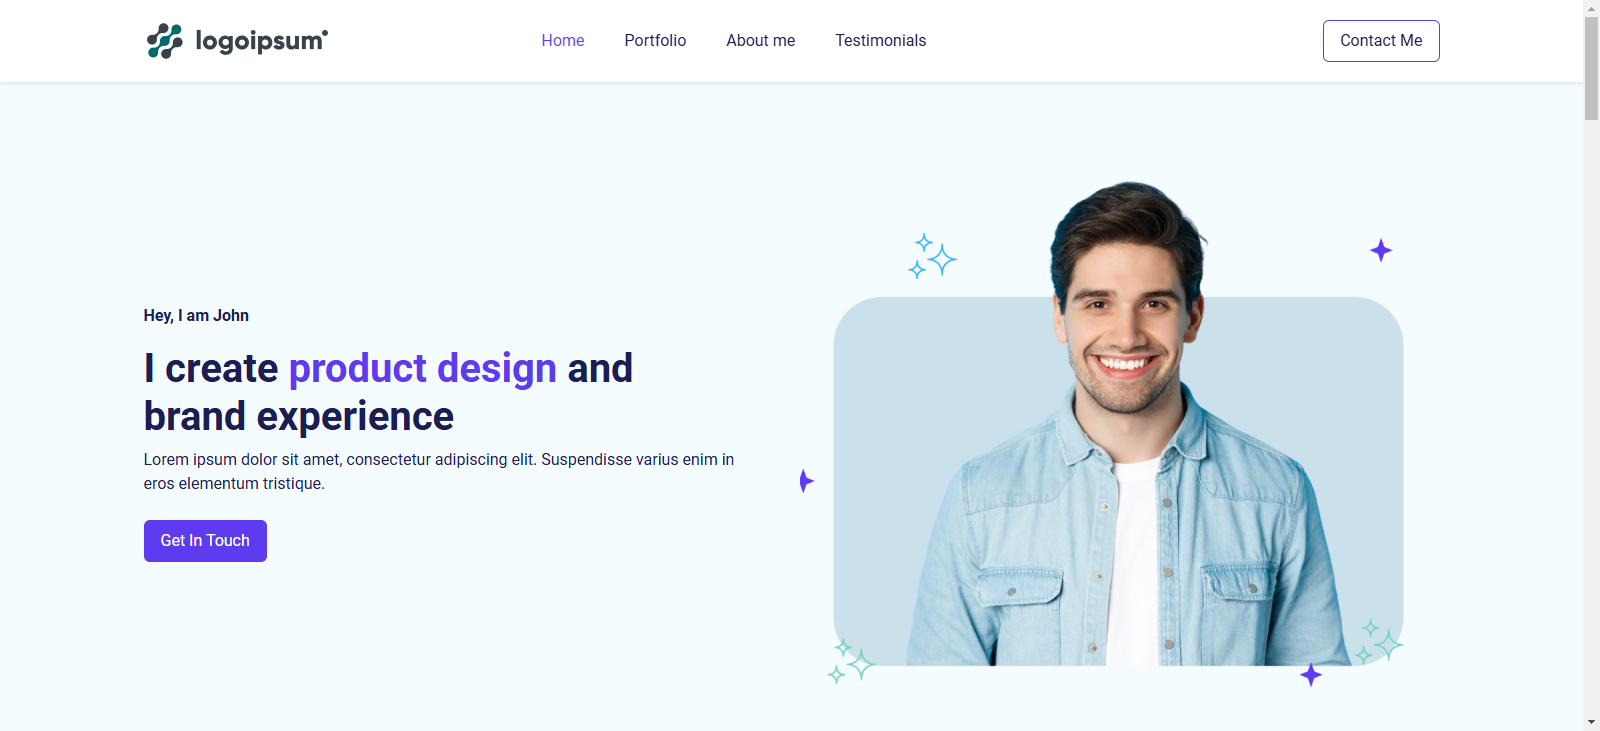 logoipsum
Home
Portfolio
About me
Testimonials
Contact Me
Hey, I am John
I create product design and
brand experience
Lorem ipsum dolor sit amet, consectetur adipiscing elit. Suspendisse varius enim in
eros elementum tristique.
Get In Touch